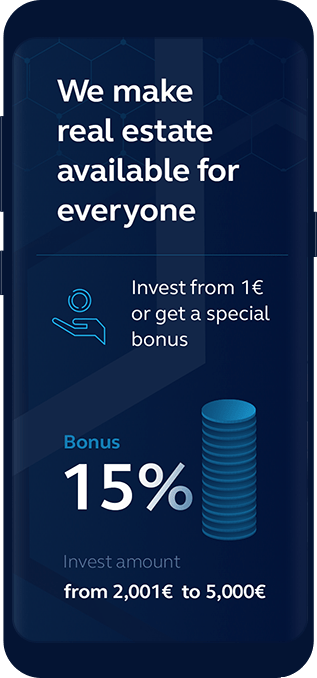 We make
real estate
available for
everyone
Invest from 1€
or get a special
bonus
Bonus
15%
Invest amount
from 2,001€ to 5,000€